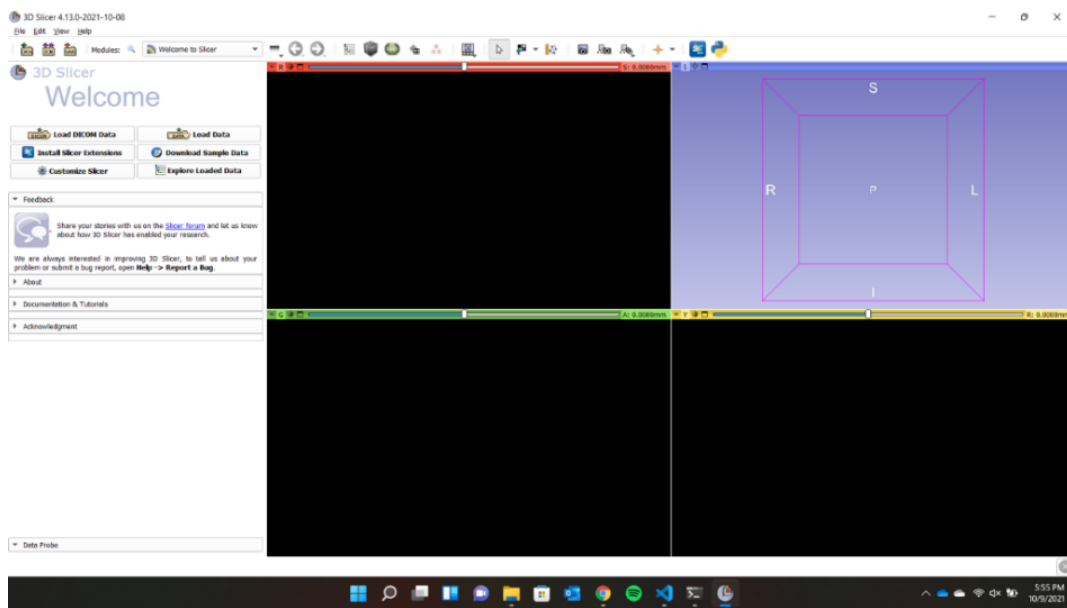 3D Slicer 4.13.0-2021-10-08
File Edit View Help
Modules: Welcome to Slicer
3D Slicer
Welcome
Load DICOM Data
Load Data
Install Slicer Extensions
Download Sample Data
Customize Slicer
Explore Loaded Data
Feedback
Share your stories with us on the Slicer forum and let us know
about how 3D Slicer has enabled your research.
We are always interested in improving 3D Slicer, to tell us about your
problem or submit a bug report, open Help -> Report a Bug.
About
Documentation & Tutorials
Acknowledgment
Data Probe
R
S: 0.0000mm
1
S
R
P
L
I
G
A: 0.0000mm
Y
R: 0.0000mm
5:55 PM
10/9/2021